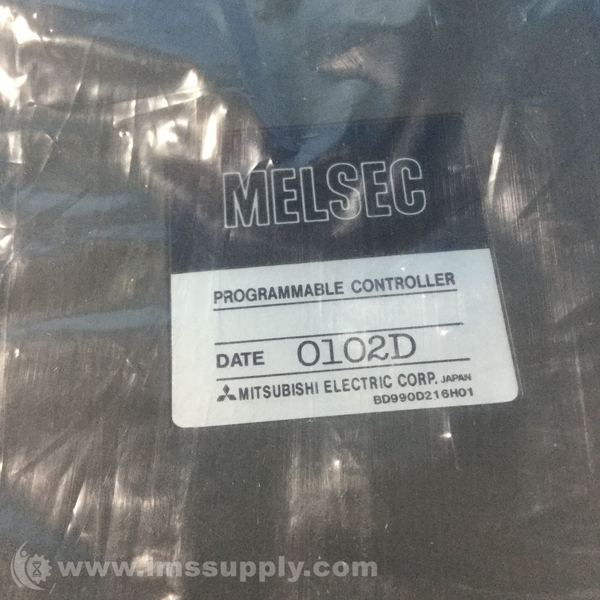 MELSEC
PROGRAMMABLE CONTROLLER
DATE 0102D
MITSUBISHI ELECTRIC CORP. JAPAN
BD990D216H01
www.imssupply.com